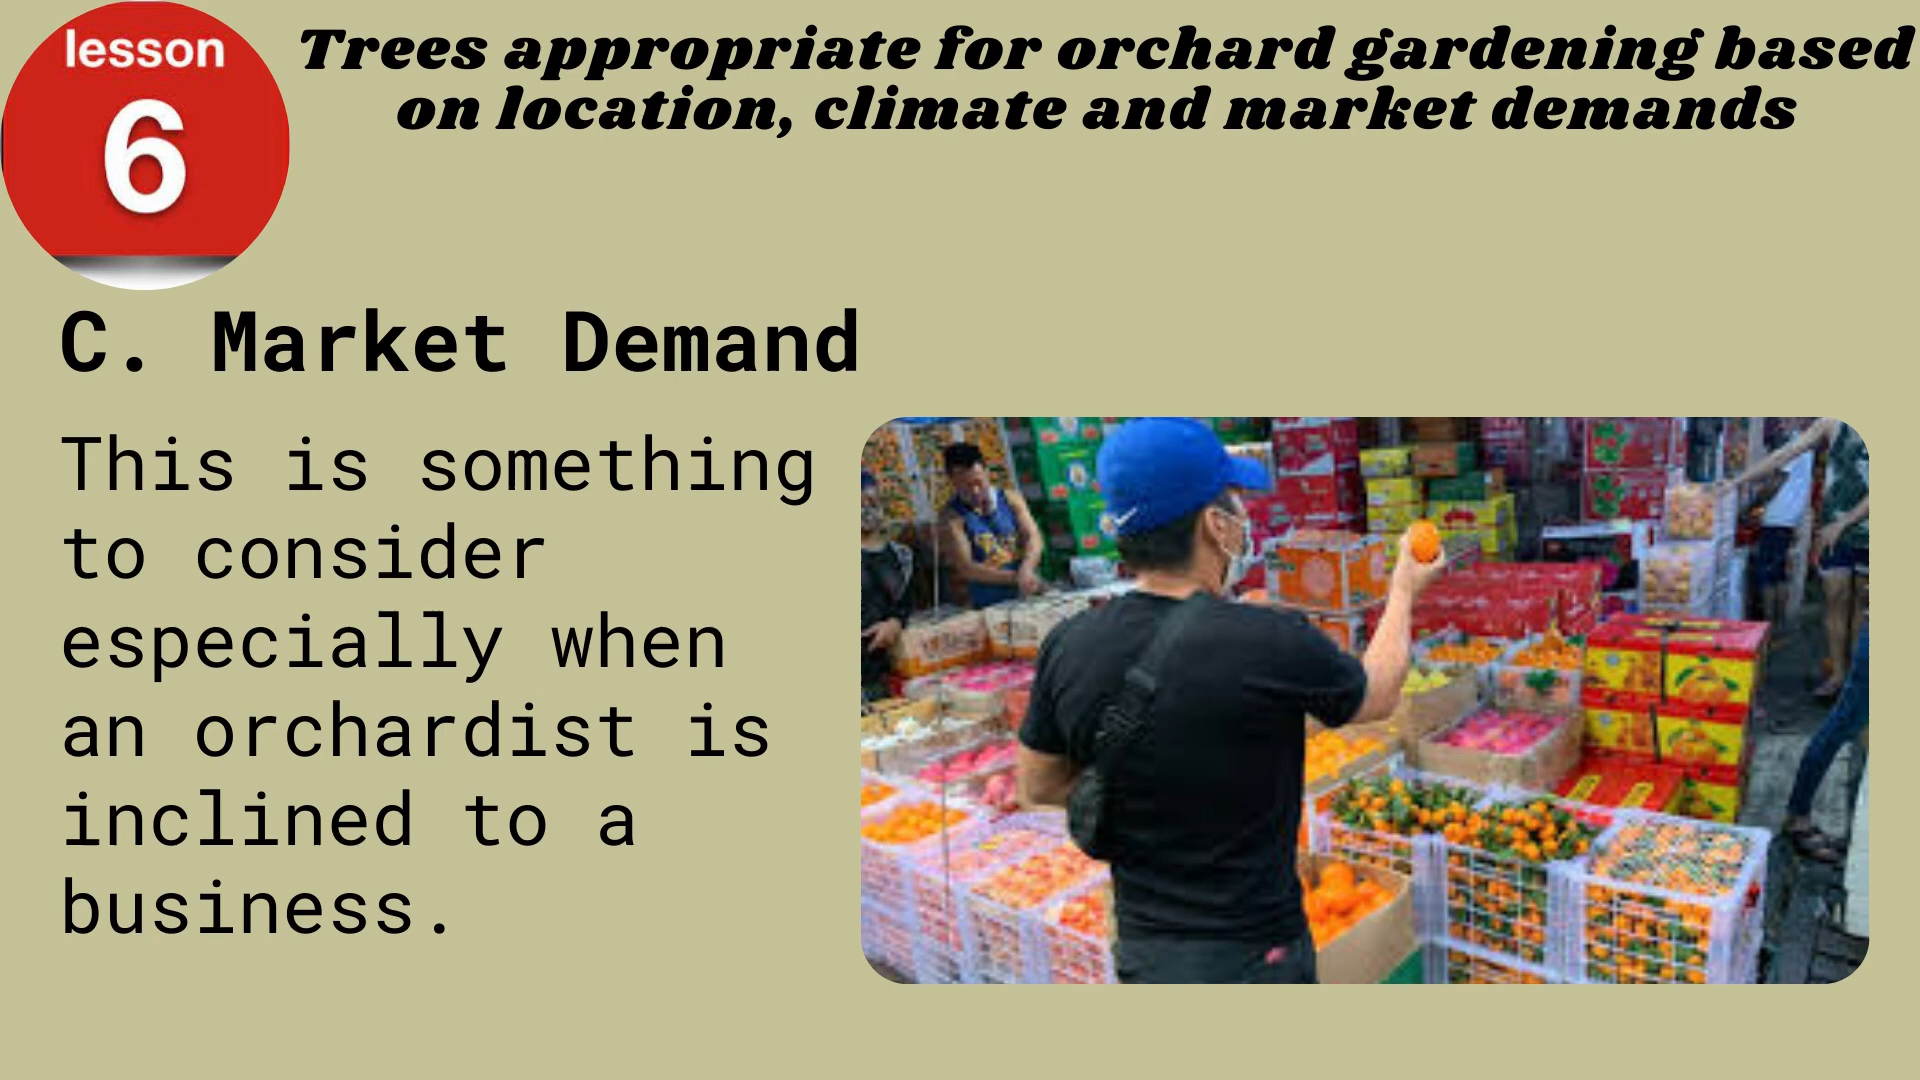 lesson
6
Trees appropriate for orchard gardening based
on location, climate and market demands
C. Market Demand
This is something
to consider
especially when
an orchardist is
inclined to a
business.